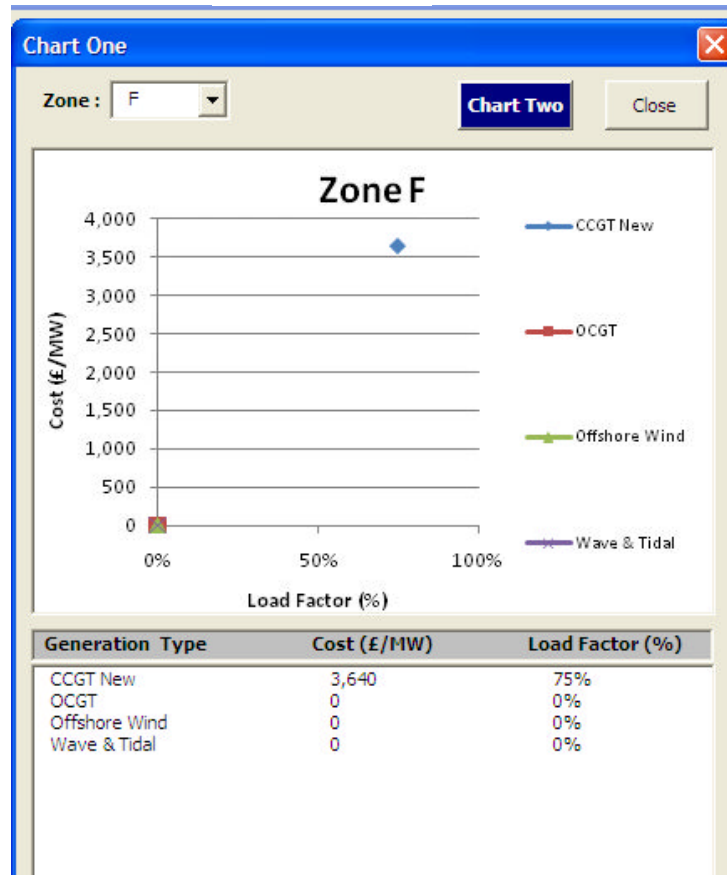 Chart One
Zone : F
Chart Two
Close
Zone F
4,000
3,500
3,000
2,500
2,000
1,500
1,000
500
0
Cost (£/MW)
0% 50% 100%
Load Factor (%)
CCGT New
OCGT
Offshore Wind
Wave & Tidal
Generation Type Cost (£/MW) Load Factor (%)
CCGT New 3,640 75%
OCGT 0 0%
Offshore Wind 0 0%
Wave & Tidal 0 0%